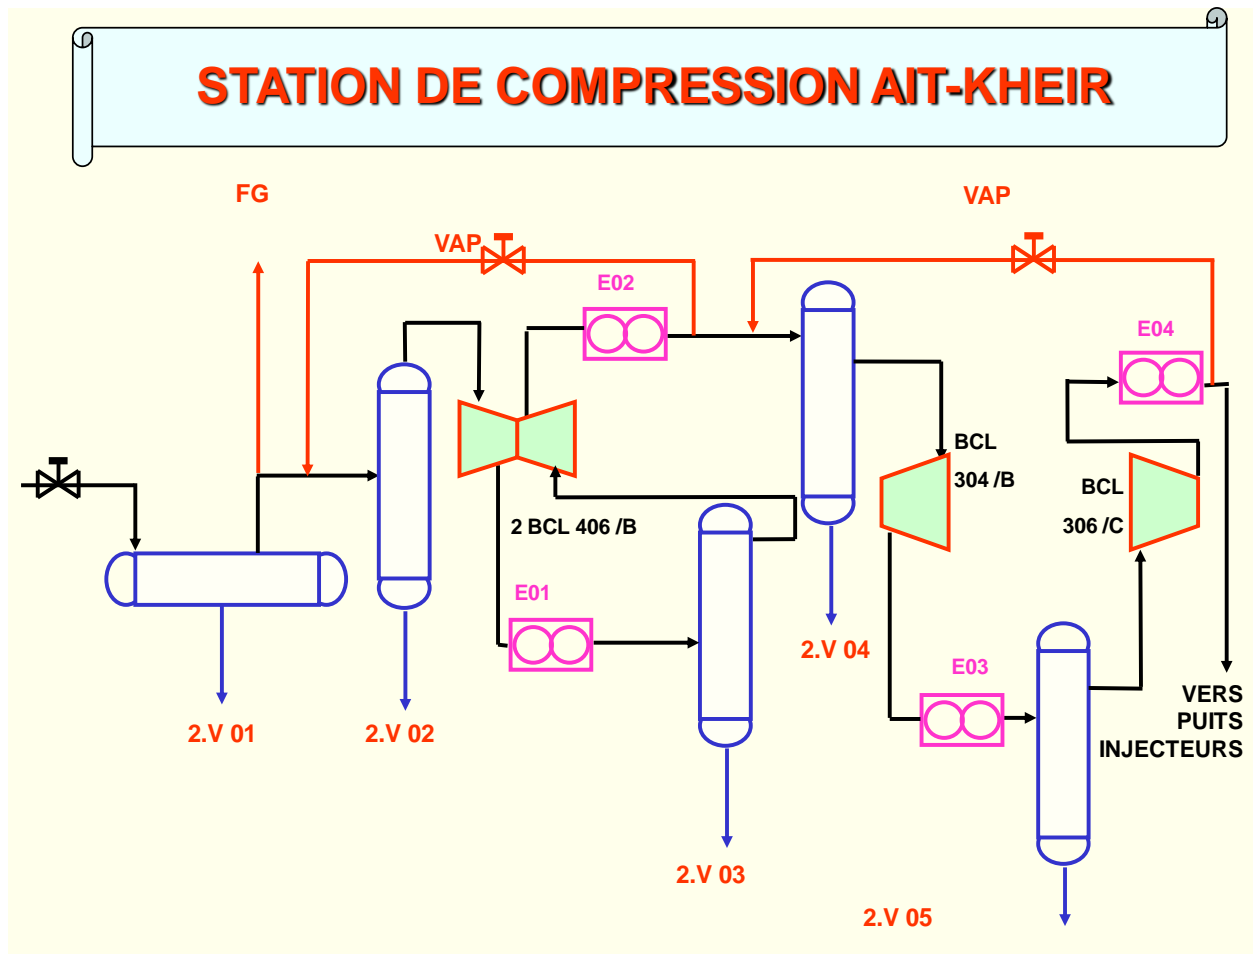 STATION DE COMPRESSION AIT-KHEIR
FG
VAP
VAP
E02
E04
BCL
304 /B
BCL
306 /C
2 BCL 406 /B
E01
2.V 04
E03
VERS
PUITS
INJECTEURS
2.V 01
2.V 02
2.V 03
2.V 05